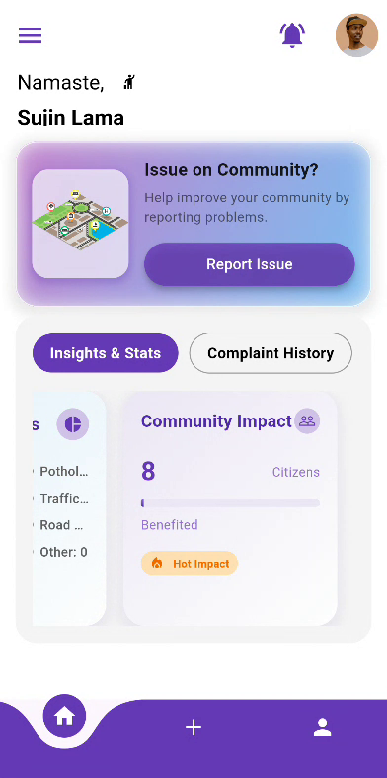 Namaste,
Sujin Lama
Issue on Community?
Help improve your community by
reporting problems.
Report Issue
Insights & Stats
Complaint History
s
Pothol...
Traffic...
Road ...
Other: 0
Community Impact
8
Citizens
Benefited
Hot Impact